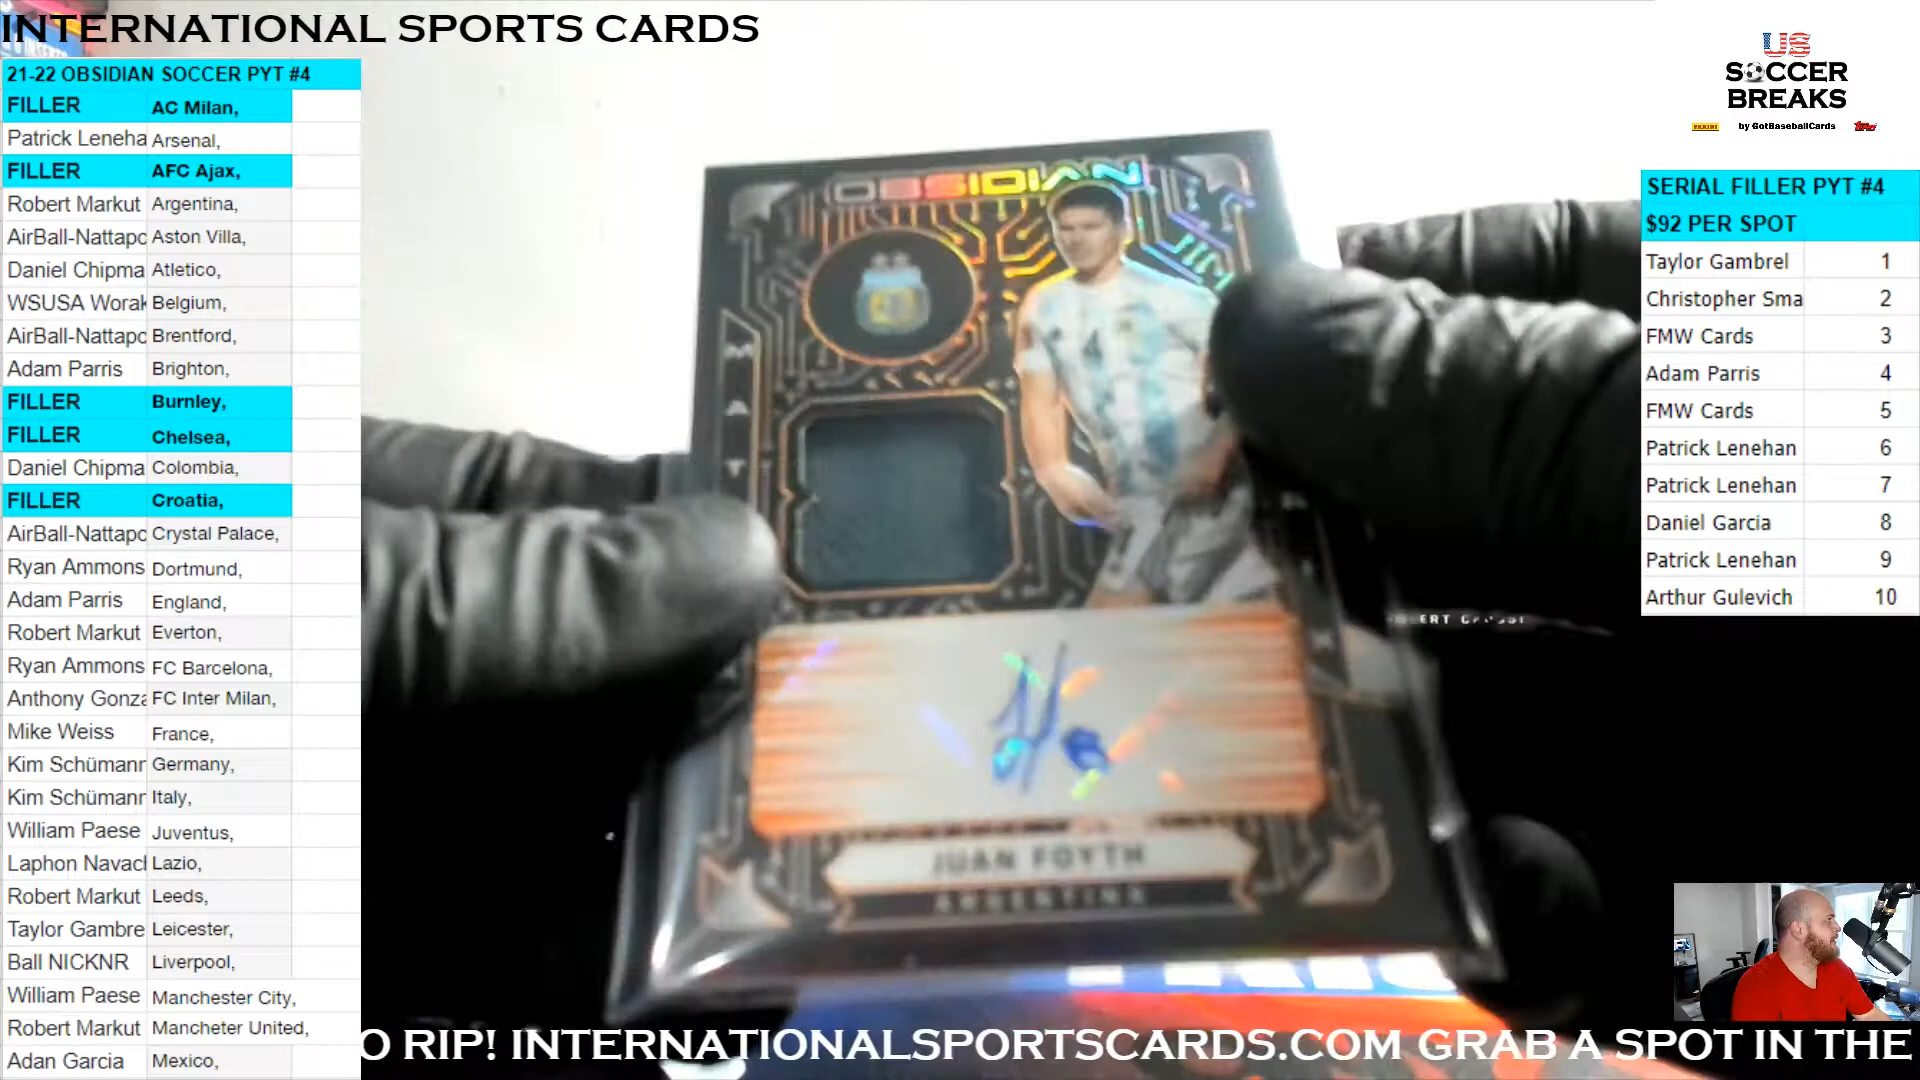 INTERNATIONAL SPORTS CARDS
21-22 OBSIDIAN SOCCER PYT #4
FILLER AC Milan,
Patrick Leneha Arsenal,
FILLER AFC Ajax,
Robert Markut Argentina,
AirBall-Nattapo Aston Villa,
Daniel Chipma Atletico,
WSUSA Worak Belgium,
AirBall-Nattapo Brentford,
Adam Parris Brighton,
FILLER Burnley,
FILLER Chelsea,
Daniel Chipma Colombia,
FILLER Croatia,
AirBall-Nattapo Crystal Palace,
Ryan Ammons Dortmund,
Adam Parris England,
Robert Markut Everton,
Ryan Ammons FC Barcelona,
Anthony Gonza FC Inter Milan,
Mike Weiss France,
Kim Schümann Germany,
Kim Schümann Italy,
William Paese Juventus,
Laphon Navacl Lazio,
Robert Markut Leeds,
Taylor Gambre Leicester,
Ball NICKNR Liverpool,
William Paese Manchester City,
Robert Markut Mancheter United,
Adan Garcia Mexico,
OBSIDIAN
M
A
T
JUAN FOYTH
ARGENTINA
US
SOCCER
BREAKS
PANINI by GotBaseballCards Topps
SERIAL FILLER PYT #4
$92 PER SPOT
Taylor Gambrel 1
Christopher Sma 2
FMW Cards 3
Adam Parris 4
FMW Cards 5
Patrick Lenehan 6
Patrick Lenehan 7
Daniel Garcia 8
Patrick Lenehan 9
Arthur Gulevich 10
O RIP! INTERNATIONALSPORTSCARDS.COM GRAB A SPOT IN THE